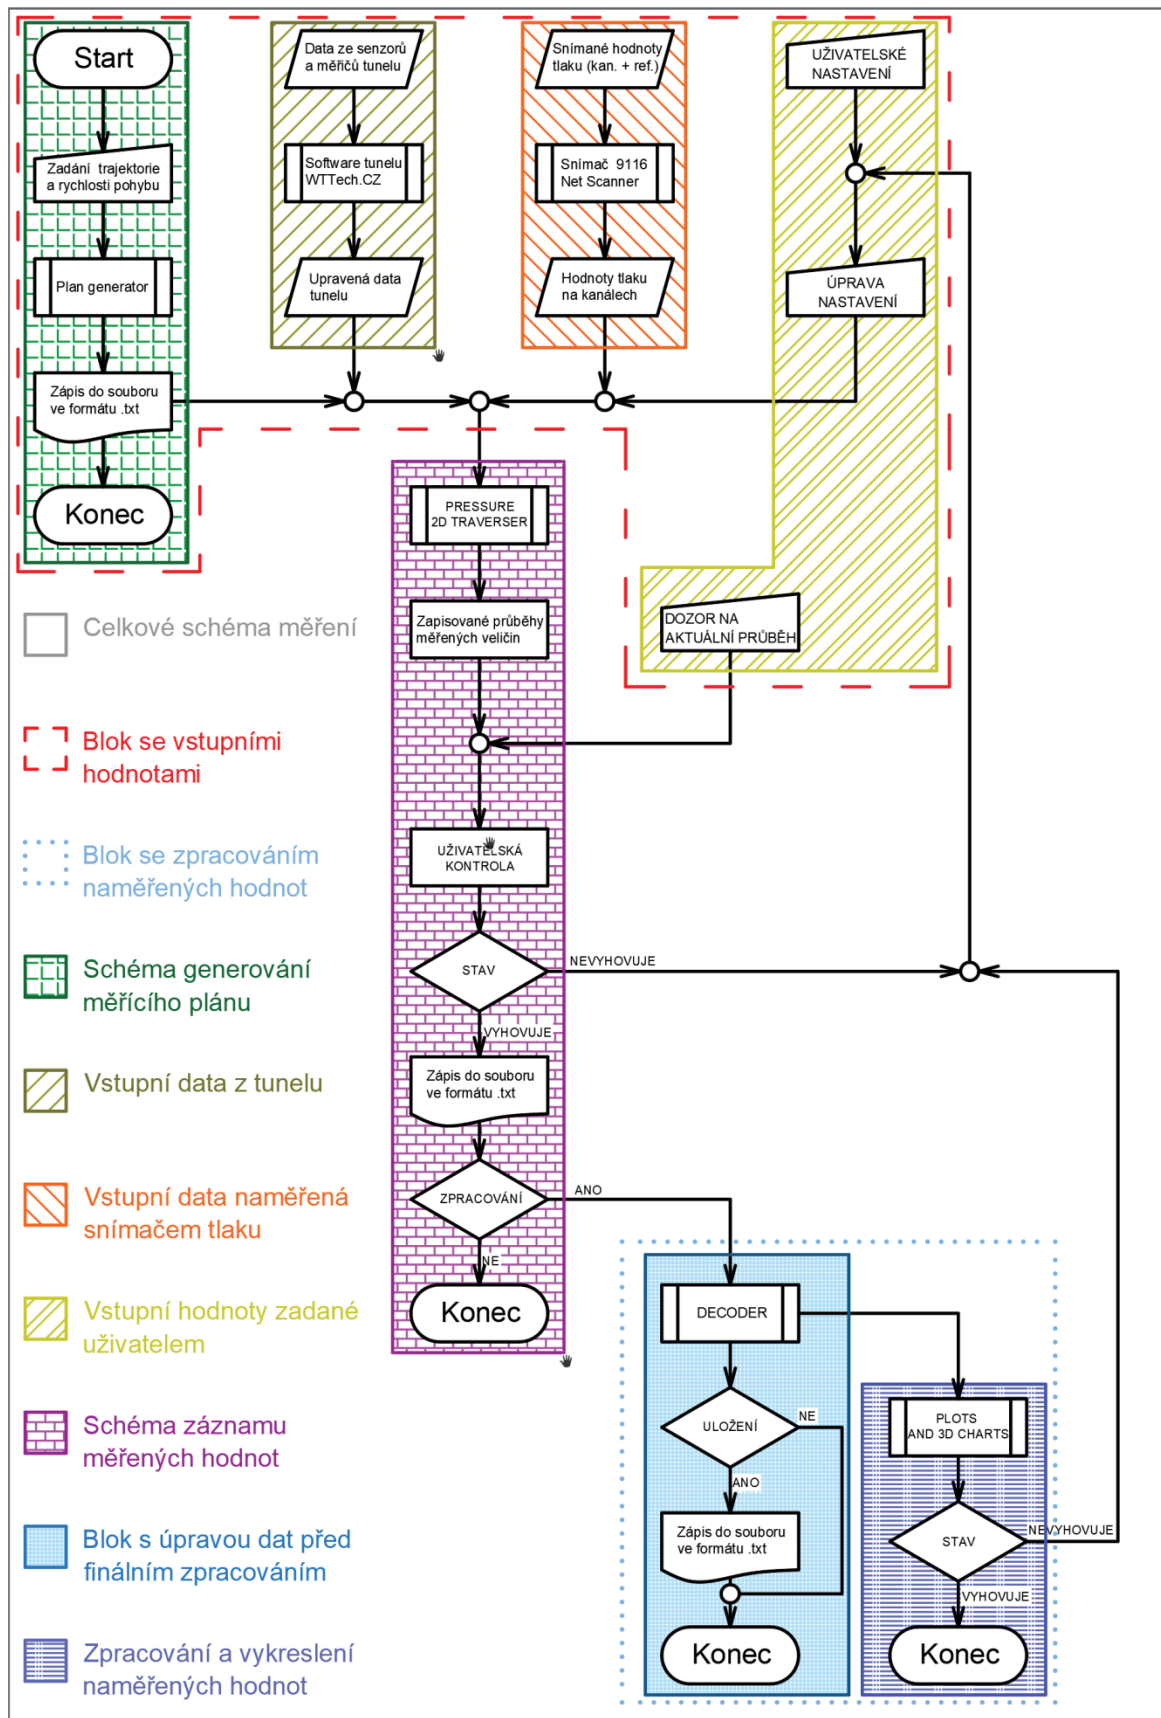 Start
Zadání trajektorie
a rychlosti pohybu
Plan generator
Zápis do souboru
ve formátu .txt
Konec
Data ze senzorů
a měřičů tunelu
Software tunelu
WTTech.CZ
Upravená data
tunelu
Snímané hodnoty
tlaku (kan. + ref.)
Snímač 9116
Net Scanner
Hodnoty tlaku
na kanálech
UŽIVATELSKÉ
NASTAVENÍ
ÚPRAVA
NASTAVENÍ
DOZOR NA
AKTUÁLNÍ PRŮBĚH
PRESSURE
2D TRAVERSER
Zapisované průběhy
měřených veličin
UŽIVATELSKÁ
KONTROLA
STAV
NEVYHOVUJE
VYHOVUJE
Zápis do souboru
ve formátu .txt
ZPRACOVÁNÍ
ANO
NE
Konec
DECODER
ULOŽENÍ
NE
ANO
Zápis do souboru
ve formátu .txt
Konec
PLOTS
AND 3D CHARTS
STAV
NEVYHOVUJE
VYHOVUJE
Konec
Celkové schéma měření
Blok se vstupními
hodnotami
Blok se zpracováním
naměřených hodnot
Schéma generování
měřícího plánu
Vstupní data z tunelu
Vstupní data naměřená
snímačem tlaku
Vstupní hodnoty zadané
uživatelem
Schéma záznamu
měřených hodnot
Blok s úpravou dat před
finálním zpracováním
Zpracování a vykreslení
naměřených hodnot